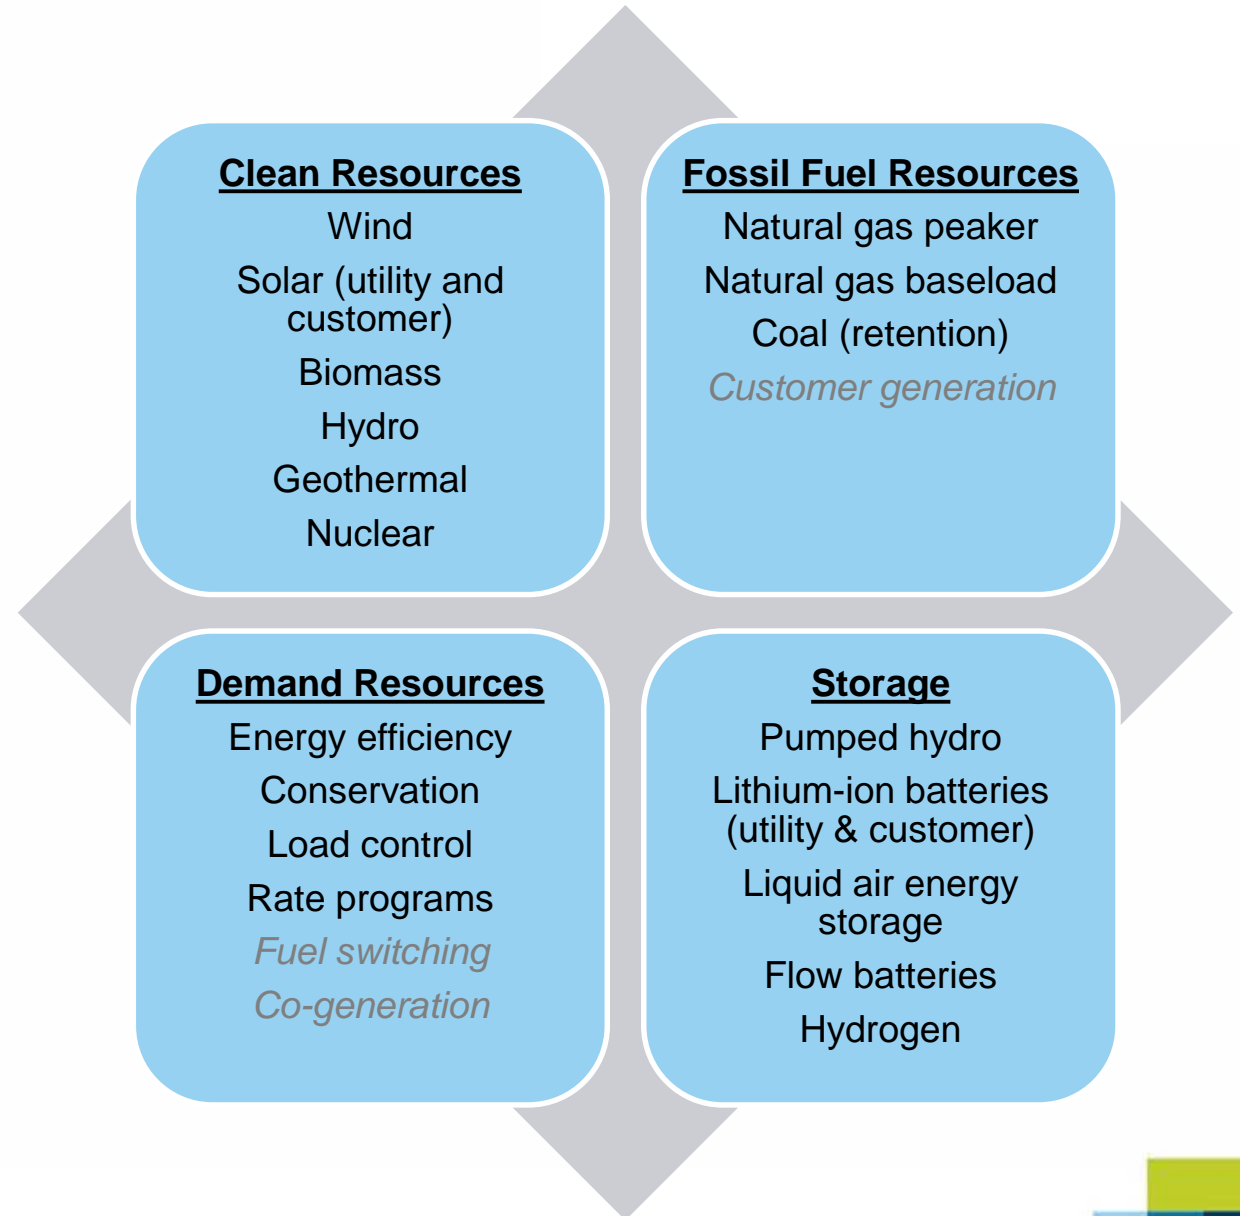 Clean Resources
Wind
Solar (utility and
customer)
Biomass
Hydro
Geothermal
Nuclear
Fossil Fuel Resources
Natural gas peaker
Natural gas baseload
Coal (retention)
Customer generation
Demand Resources
Energy efficiency
Conservation
Load control
Rate programs
Fuel switching
Co-generation
Storage
Pumped hydro
Lithium-ion batteries
(utility & customer)
Liquid air energy
storage
Flow batteries
Hydrogen